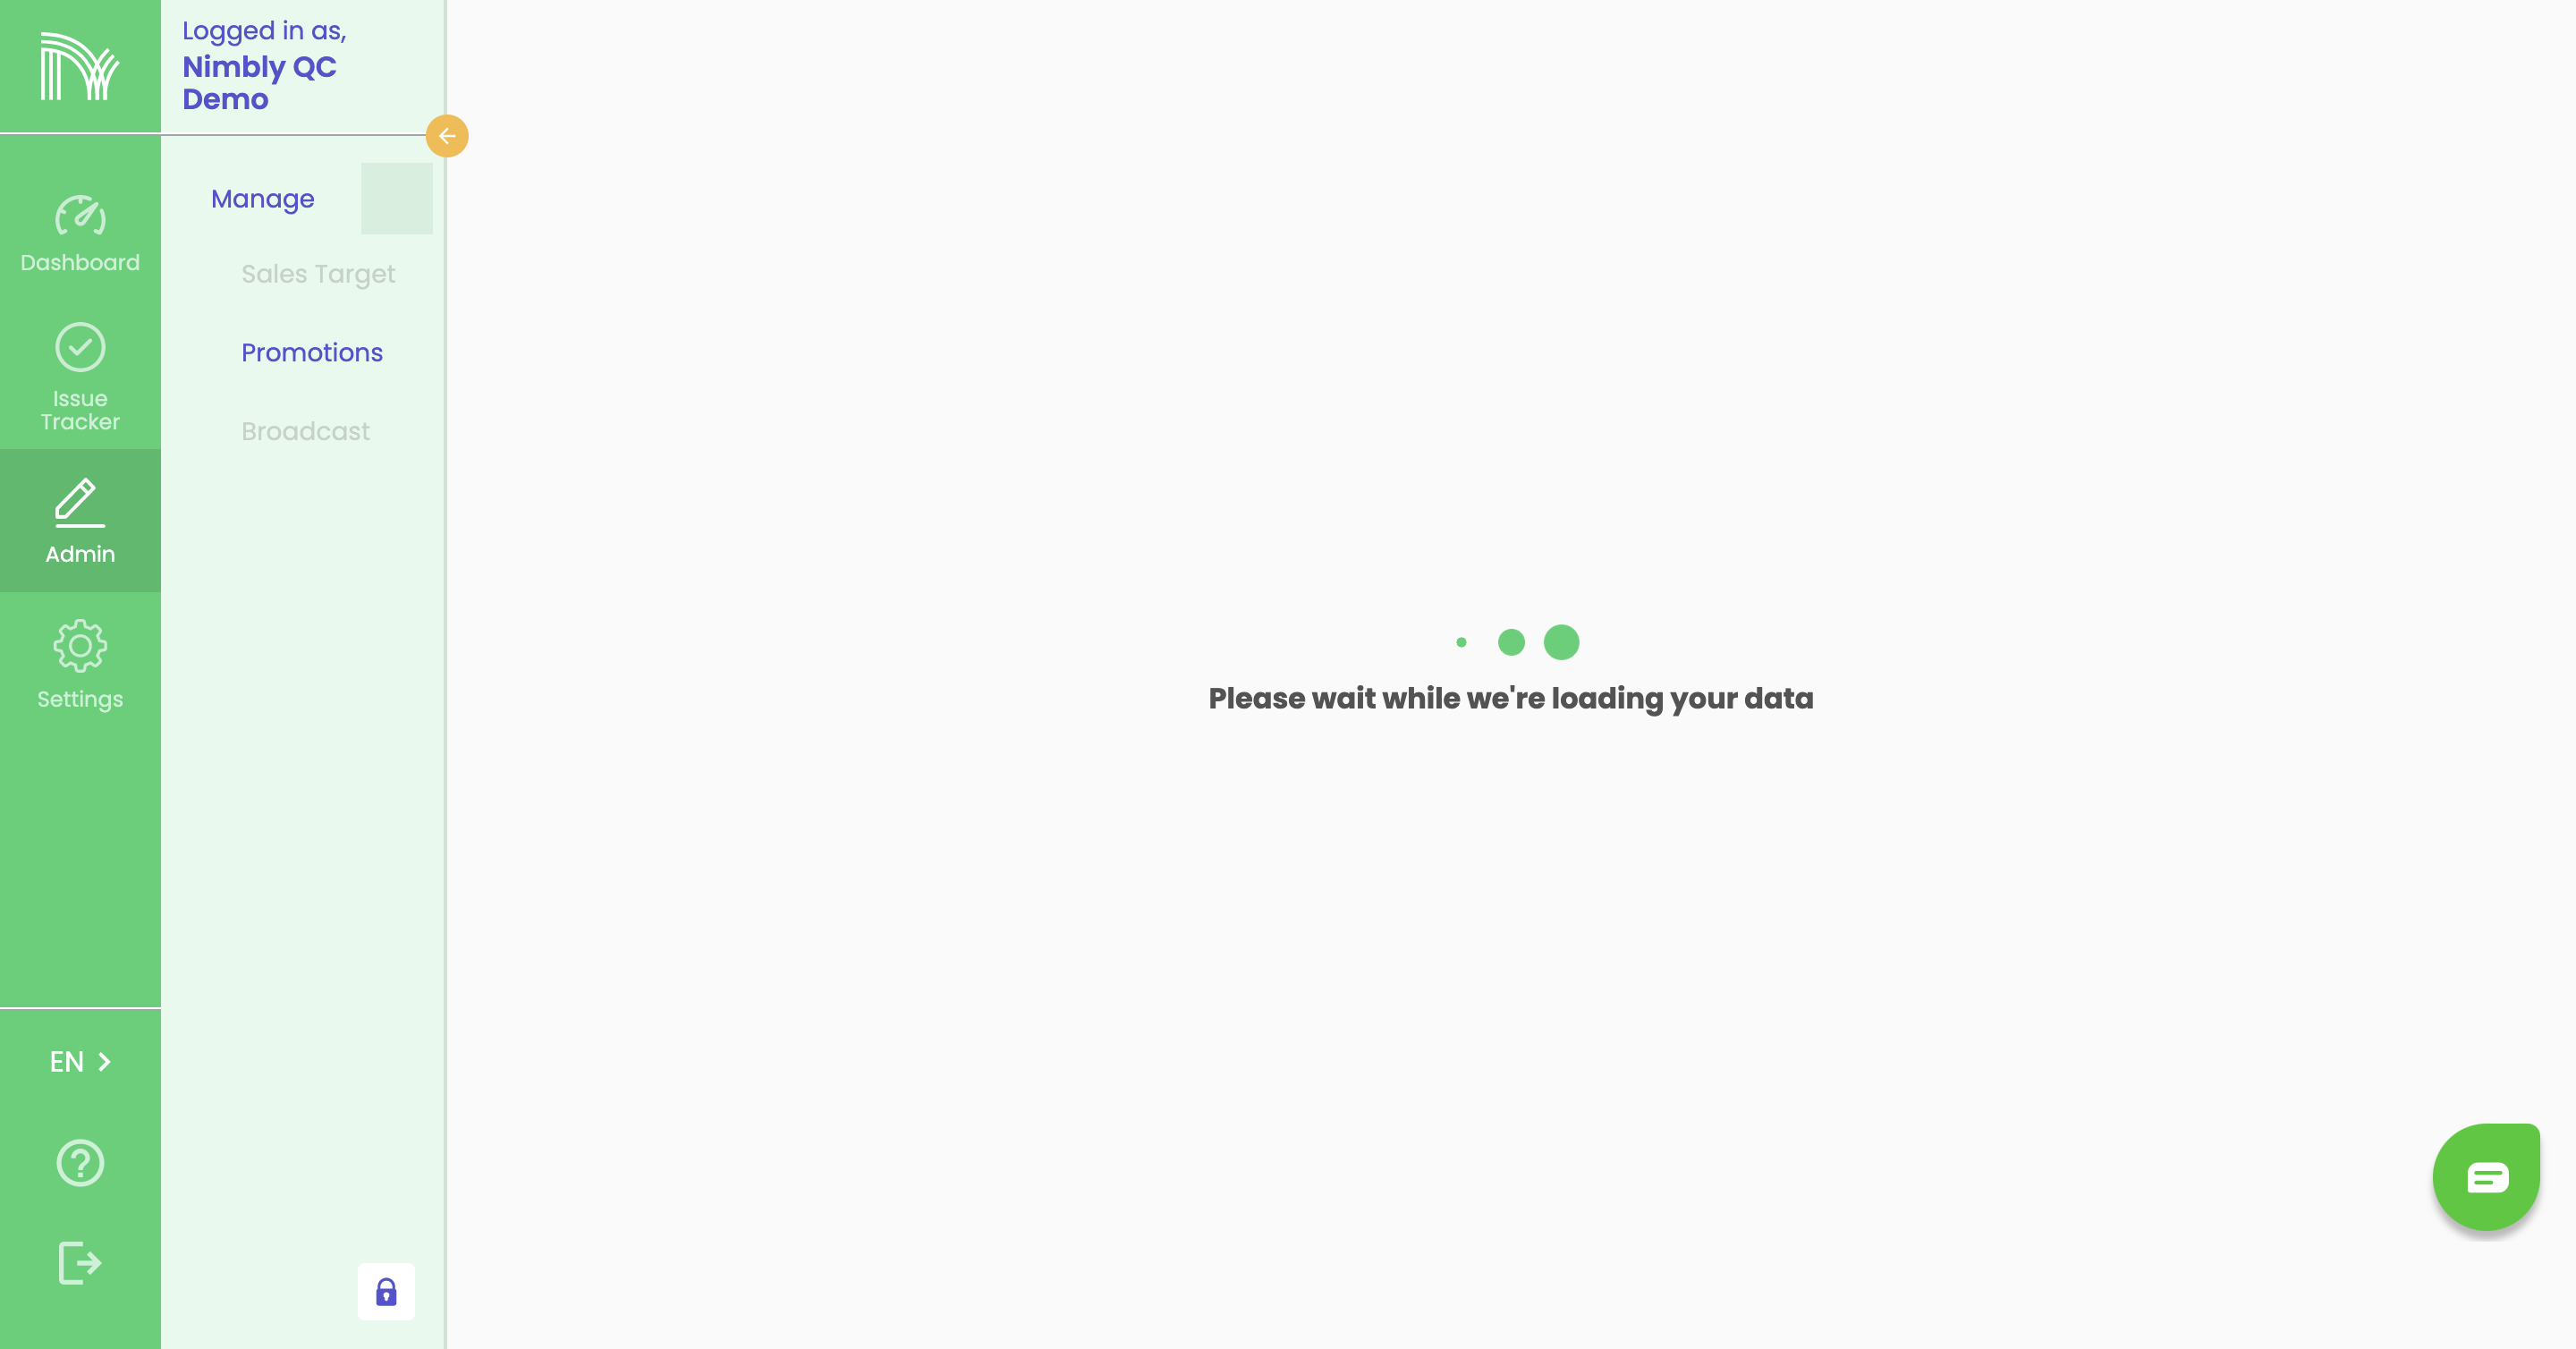 Logged in as,
Nimbly QC
Demo
Dashboard
Issue
Tracker
Admin
Settings
EN
Manage
Sales Target
Promotions
Broadcast
Please wait while we're loading your data